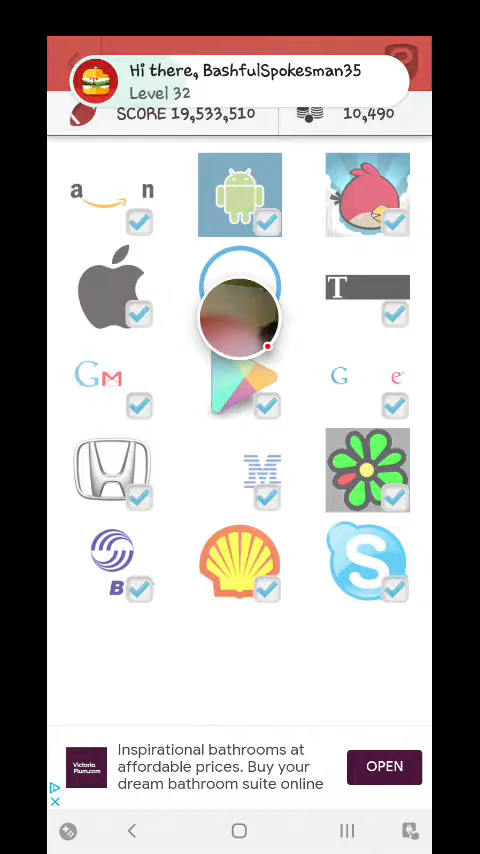 Hi there, BashfulSpokesman35
Level 32
SCORE 19,533,510
10,490
a n
T
GM
G e
M
B
S
Victoria
Plum.com
Inspirational bathrooms at
affordable prices. Buy your
dream bathroom suite online
OPEN